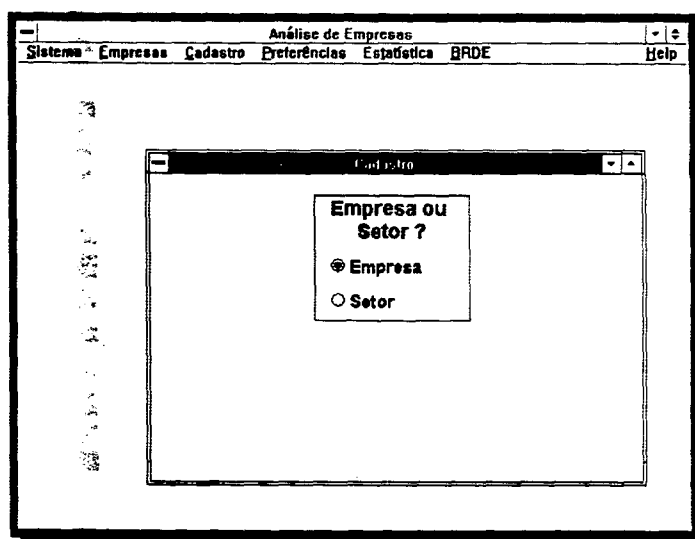 Análise de Empresas
Sistema Empresas Cadastro Preferências Estatística BRDE Help
Cadastro
Empresa ou
Setor ?
Empresa
Setor